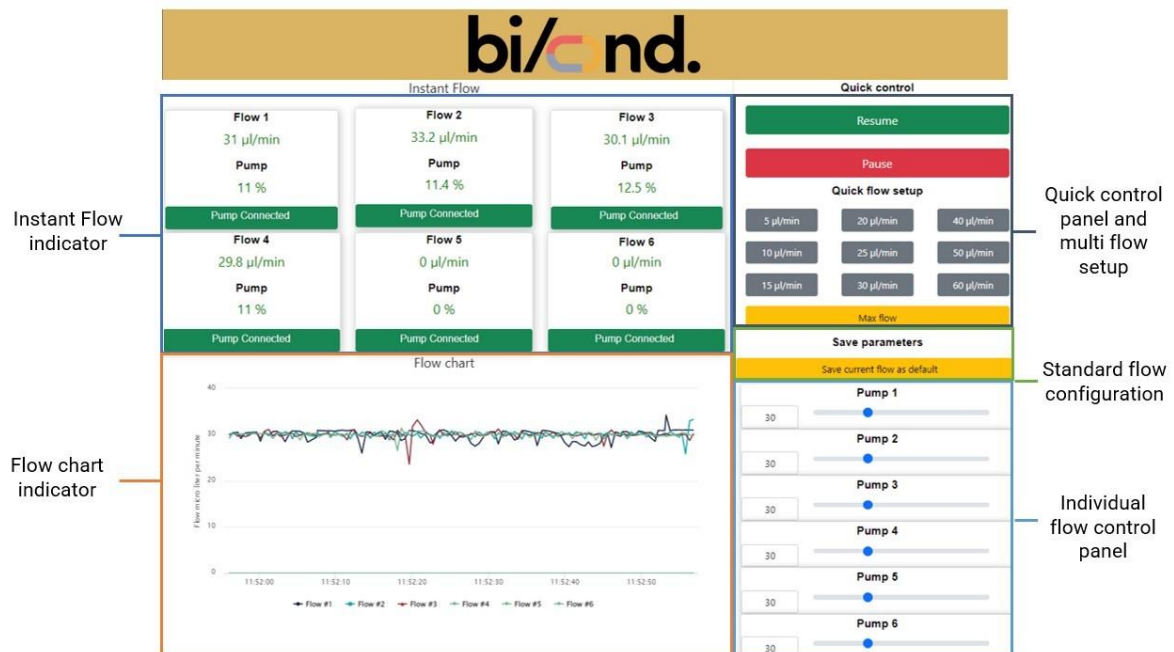 bi/ond.
Instant Flow
Quick control
Flow 1
31 µl/min
Pump
11 %
Pump Connected
Flow 2
33.2 µl/min
Pump
11.4 %
Pump Connected
Flow 3
30.1 µl/min
Pump
12.5 %
Pump Connected
Flow 4
29.8 µl/min
Pump
11 %
Pump Connected
Flow 5
0 µl/min
Pump
0 %
Pump Connected
Flow 6
0 µl/min
Pump
0 %
Pump Connected
Resume
Pause
Quick flow setup
5 µl/min
20 µl/min
40 µl/min
10 µl/min
25 µl/min
50 µl/min
15 µl/min
30 µl/min
60 µl/min
Max flow
Save parameters
Save current flow as default
Flow chart
Flow micro liter per minute
40
30
20
10
0
11:52:00
11:52:10
11:52:20
11:52:30
11:52:40
11:52:50
Flow #1
Flow #2
Flow #3
Flow #4
Flow #5
Flow #6
Pump 1
30
Pump 2
30
Pump 3
30
Pump 4
30
Pump 5
30
Pump 6
30
Instant Flow
indicator
Flow chart
indicator
Quick control
panel and
multi flow
setup
Standard flow
configuration
Individual
flow control
panel